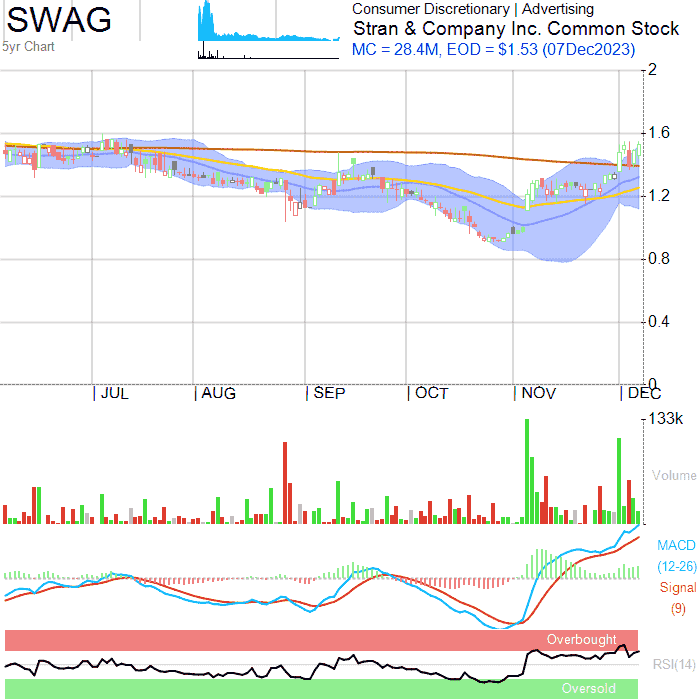 SWAG
5yr Chart
Consumer Discretionary | Advertising
Stran & Company Inc. Common Stock
MC = 28.4M, EOD = $1.53 (07Dec2023)
2
1.6
1.2
0.8
0.4
0
JUL AUG SEP OCT NOV DEC
133k
Volume
MACD
(12-26)
Signal
(9)
Overbought
RSI(14)
Oversold